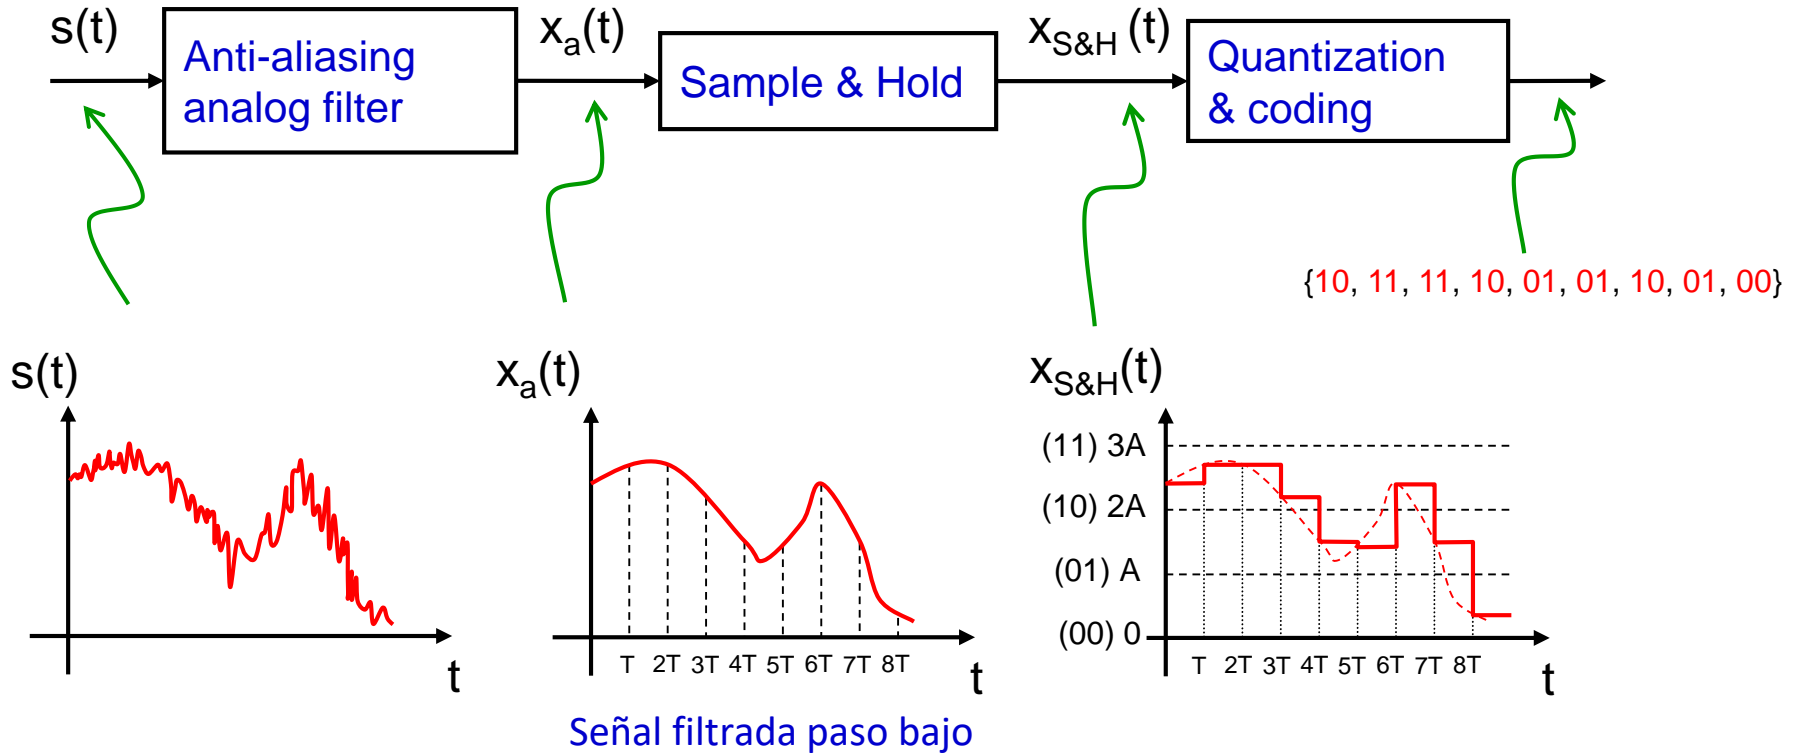 s(t)
Anti-aliasing
analog filter
xₐ(t)
Sample & Hold
x_S&H (t)
Quantization
& coding
{10, 11, 11, 10, 01, 01, 10, 01, 00}
s(t)
t
xₐ(t)
T 2T 3T 4T 5T 6T 7T 8T
t
Señal filtrada paso bajo
x_S&H(t)
(11) 3A
(10) 2A
(01) A
(00) 0
T 2T 3T 4T 5T 6T 7T 8T
t